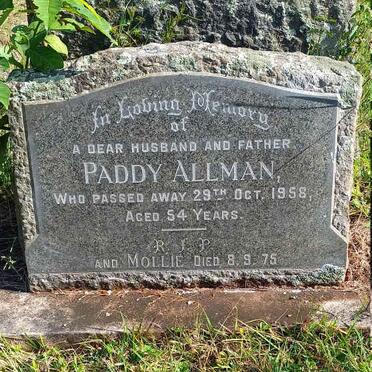 In Loving Memory
of
A DEAR HUSBAND AND FATHER
PADDY ALLMAN,
WHO PASSED AWAY 29TH OCT. 1958,
AGED 54 YEARS.
R.I.P.
AND MOLLIE DIED 8.9.75